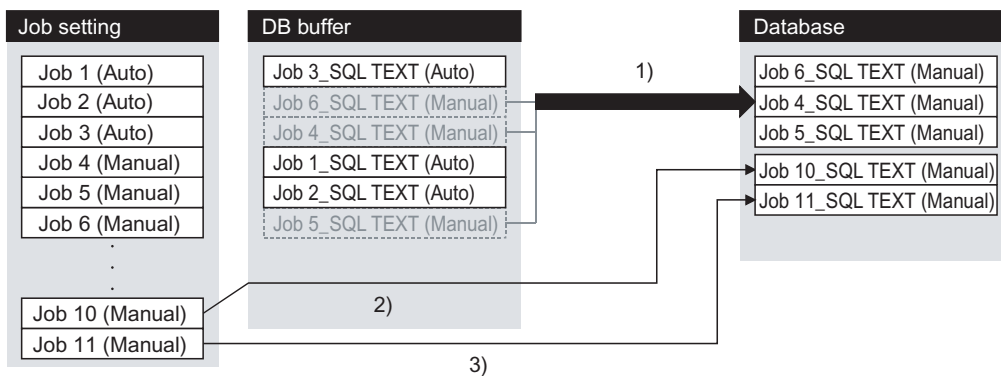 Job setting
Job 1 (Auto)
Job 2 (Auto)
Job 3 (Auto)
Job 4 (Manual)
Job 5 (Manual)
Job 6 (Manual)
.
.
.
Job 10 (Manual)
Job 11 (Manual)
DB buffer
Job 3_SQL TEXT (Auto)
Job 6_SQL TEXT (Manual)
Job 4_SQL TEXT (Manual)
Job 1_SQL TEXT (Auto)
Job 2_SQL TEXT (Auto)
Job 5_SQL TEXT (Manual)
1)
2)
3)
Database
Job 6_SQL TEXT (Manual)
Job 4_SQL TEXT (Manual)
Job 5_SQL TEXT (Manual)
Job 10_SQL TEXT (Manual)
Job 11_SQL TEXT (Manual)